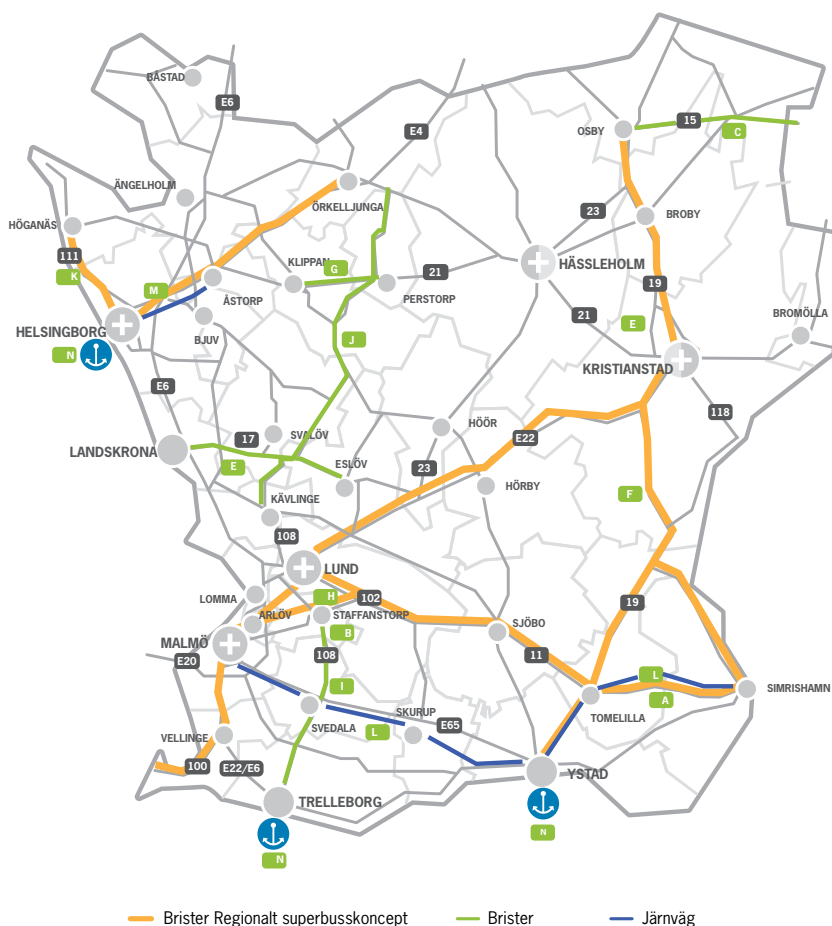 BÅSTAD
E6
E4
OSBY
15
C
ÄNGELHOLM
ÖRKELLJUNGA
HÖGANÄS
23
BROBY
111
K
KLIPPAN
G
21
HÄSSLEHOLM
M
ÅSTORP
PERSTORP
19
21
E
BROMÖLLA
HELSINGBORG
BJUV
J
N
KRISTIANSTAD
E6
118
17
SVALÖV
HÖÖR
E22
LANDSKRONA
E
ESLÖV
23
HÖRBY
F
KÄVLINGE
108
LUND
LOMMA
H
102
19
ARLÖV
STAFFANSTORP
B
SJÖBO
MALMÖ
E20
108
11
I
L
SIMRISHAMN
A
TOMELILLA
SKURUP
SVEDALA
E65
L
VELLINGE
100
E22/E6
YSTAD
TRELLEBORG
N
N
Brister Regionalt superbusskoncept
Brister
Järnväg